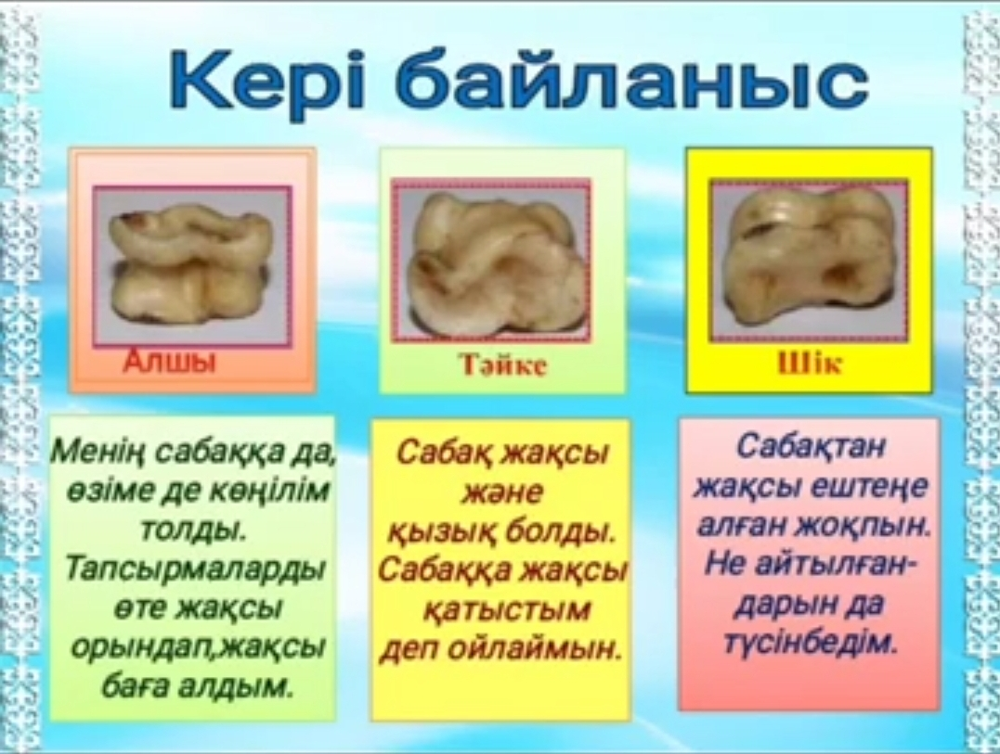 Кері байланыс
Алшы
Тәйке
Шік
Менің сабаққа да,
өзіме де көңілім
толды.
Тапсырмаларды
өте жақсы
орындап,жақсы
баға алдым.
Сабақ жақсы
және
қызық болды.
Сабаққа жақсы
қатыстым
деп ойлаймын.
Сабақтан
жақсы ештеңе
алған жоқпын.
Не айтылған-
дарын да
түсінбедім.